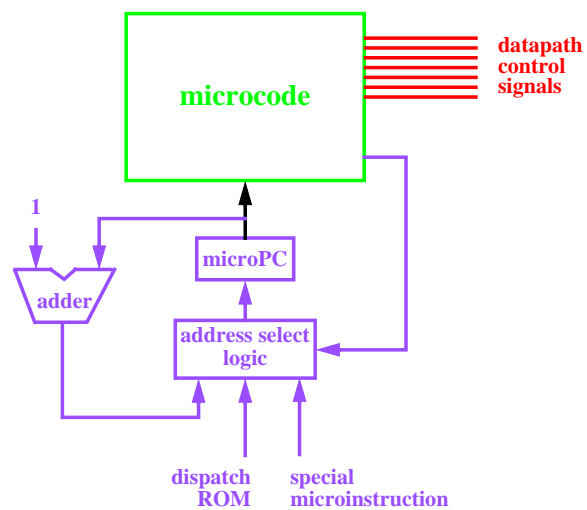 microcode
datapath
control
signals
1
microPC
adder
address select
logic
dispatch
ROM
special
microinstruction